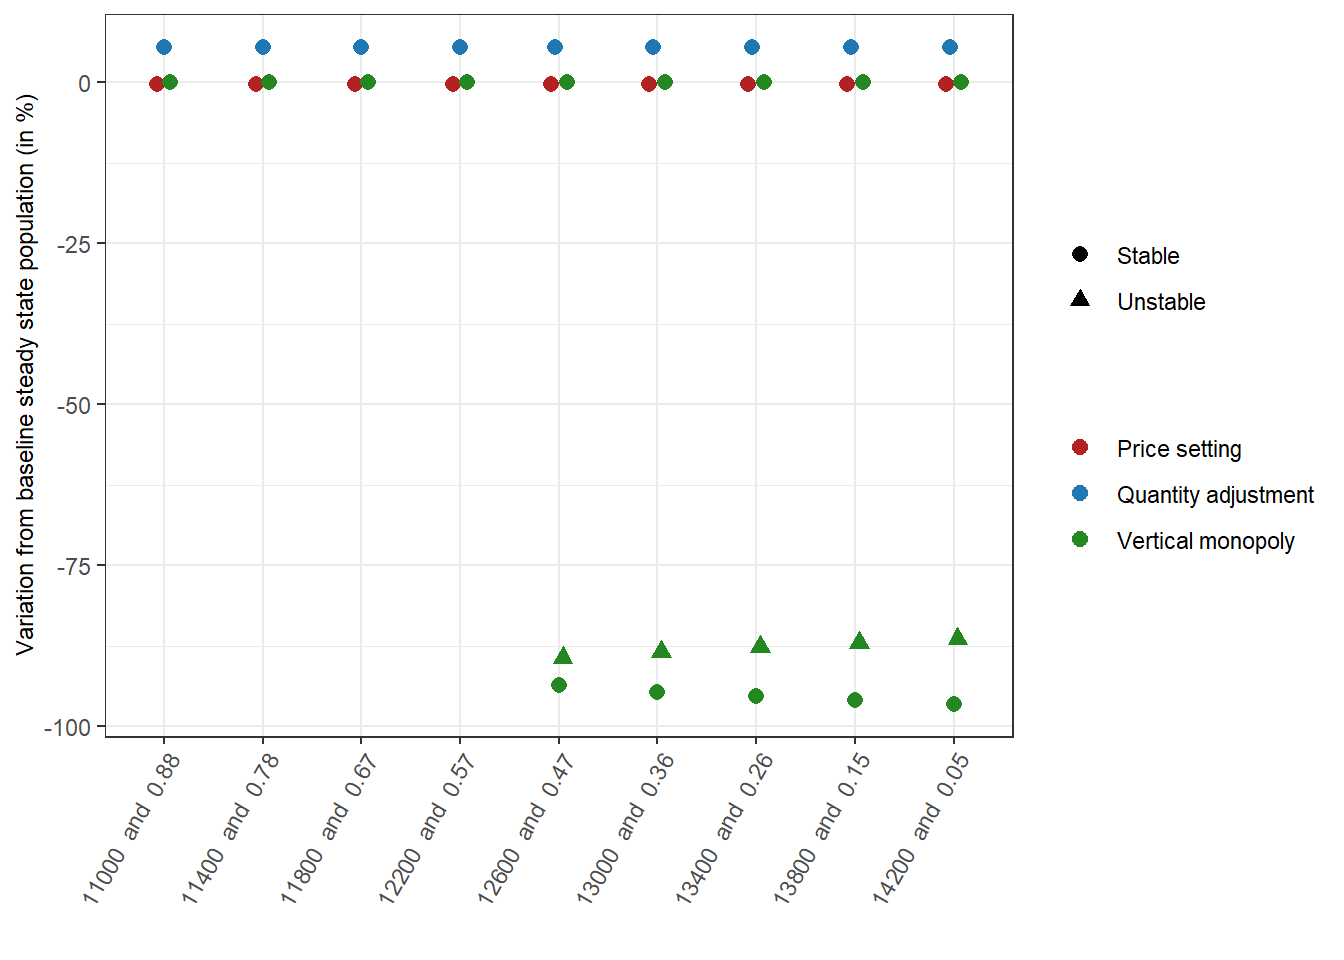 Variation from baseline steady state population (in %)
0
-25
-50
-75
-100
11000 and 0.88
11400 and 0.78
11800 and 0.67
12200 and 0.57
12600 and 0.47
13000 and 0.36
13400 and 0.26
13800 and 0.15
14200 and 0.05
Stable
Unstable
Price setting
Quantity adjustment
Vertical monopoly